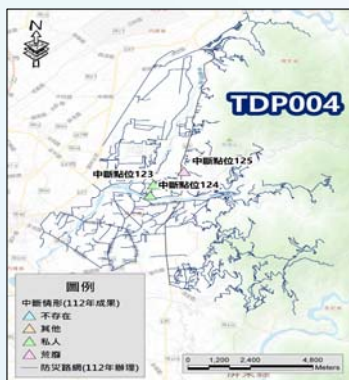 N
TDP004
中斷點位125
中斷點位123
中斷點位124
圖例
中斷情形(112年成果)
不存在
其他
私人
荒廢
防災路網(112年辦理)
0 1,200 2,400 4,800
Meters